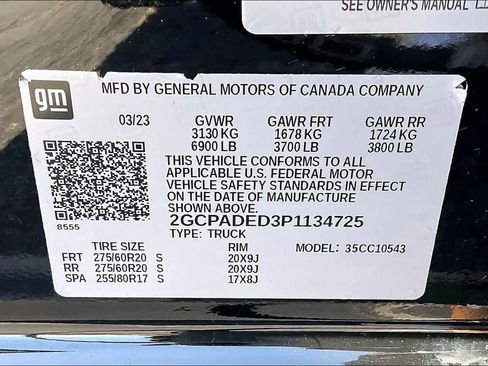 SEE OWNER'S MANUAL
gm
MFD BY GENERAL MOTORS OF CANADA COMPANY
03/23 GVWR GAWR FRT GAWR RR
3130 KG 1678 KG 1724 KG
6900 LB 3700 LB 3800 LB
THIS VEHICLE CONFORMS TO ALL
APPLICABLE U.S. FEDERAL MOTOR
VEHICLE SAFETY STANDARDS IN EFFECT
ON THE DATE OF MANUFACTURE
SHOWN ABOVE.
8555 2GCPADED3P1134725
TYPE: TRUCK
TIRE SIZE RIM MODEL: 35CC10543
FRT 275/60R20 S 20X9J
RR 275/60R20 S 20X9J
SPA 255/80R17 S 17X8J